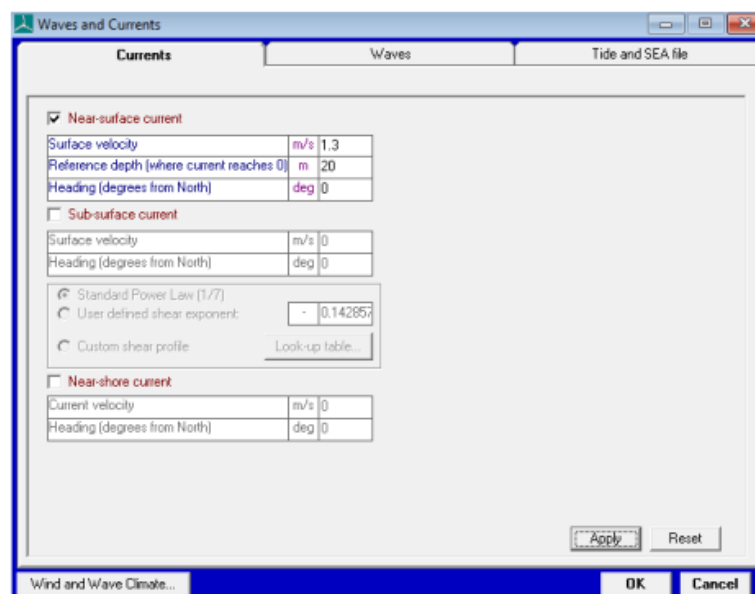 Waves and Currents
Currents Waves Tide and SEA file
Near-surface current
Surface velocity m/s 1.3
Reference depth (where current reaches 0) m 20
Heading (degrees from North) deg 0
Sub-surface current
Surface velocity m/s 0
Heading (degrees from North) deg 0
Standard Power Law (1/7)
User defined shear exponent: - 0.142857
Custom shear profile Look-up table...
Near-shore current
Current velocity m/s 0
Heading (degrees from North) deg 0
Apply Reset
Wind and Wave Climate... OK Cancel